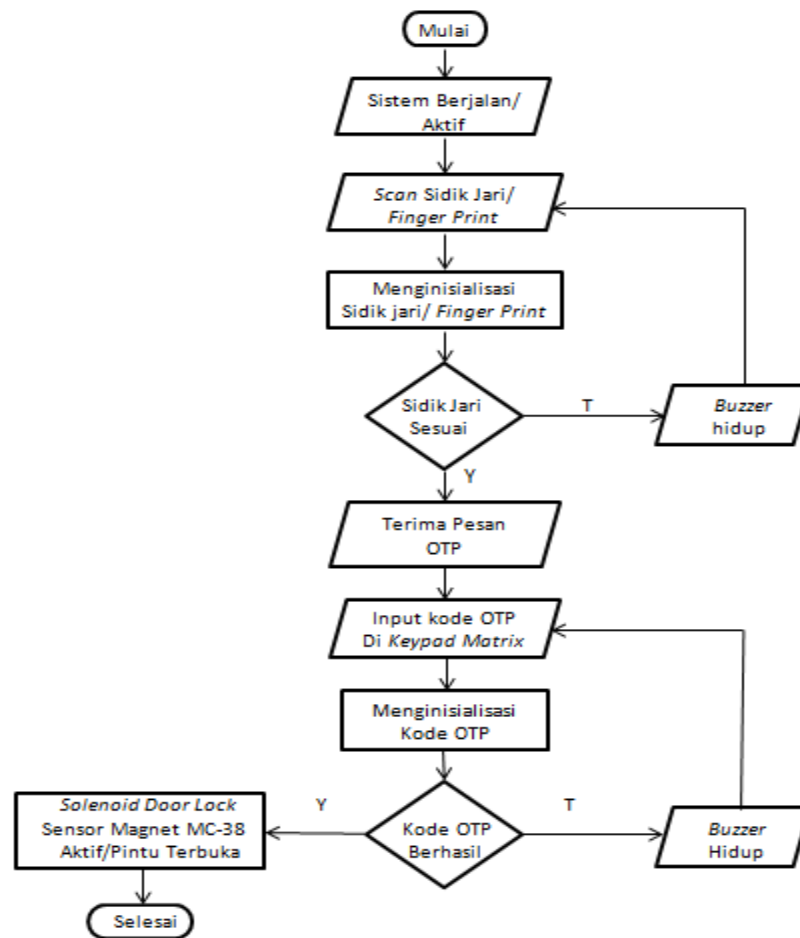 Mulai
Sistem Berjalan/
Aktif
Scan Sidik Jari/
Finger Print
Menginisialisasi
Sidik jari/ Finger Print
Sidik Jari
Sesuai
T
Buzzer
hidup
Y
Terima Pesan
OTP
Input kode OTP
Di Keypad Matrix
Menginisialisasi
Kode OTP
Kode OTP
Berhasil
T
Buzzer
Hidup
Y
Solenoid Door Lock
Sensor Magnet MC-38
Aktif/Pintu Terbuka
Selesai